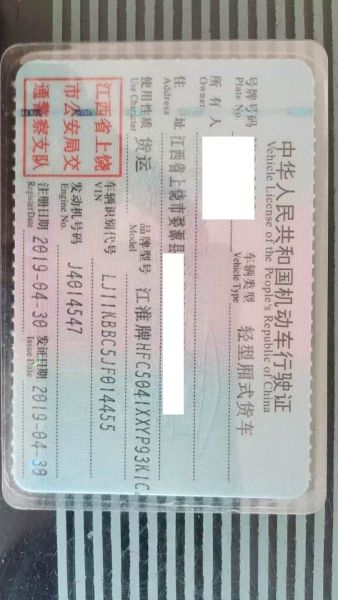 中华人民共和国机动车行驶证
Vehicle License of the People's Republic of China
号牌号码
Plate No.
车辆类型 轻型厢式货车
Vehicle Type
所有人
Owner
住址 江西省上饶市婺源县
Address
使用性质 货运
Use Character
品牌型号 江淮牌HFC5041XXYP93K1C
Model
江西省上饶
市公安局交
通警察支队
车辆识别代号 LJ11KBBC5JF014455
VIN
发动机号码 J4014547
Engine No.
注册日期 2019-04-30 发证日期 2019-04-30
Register Date Issue Date